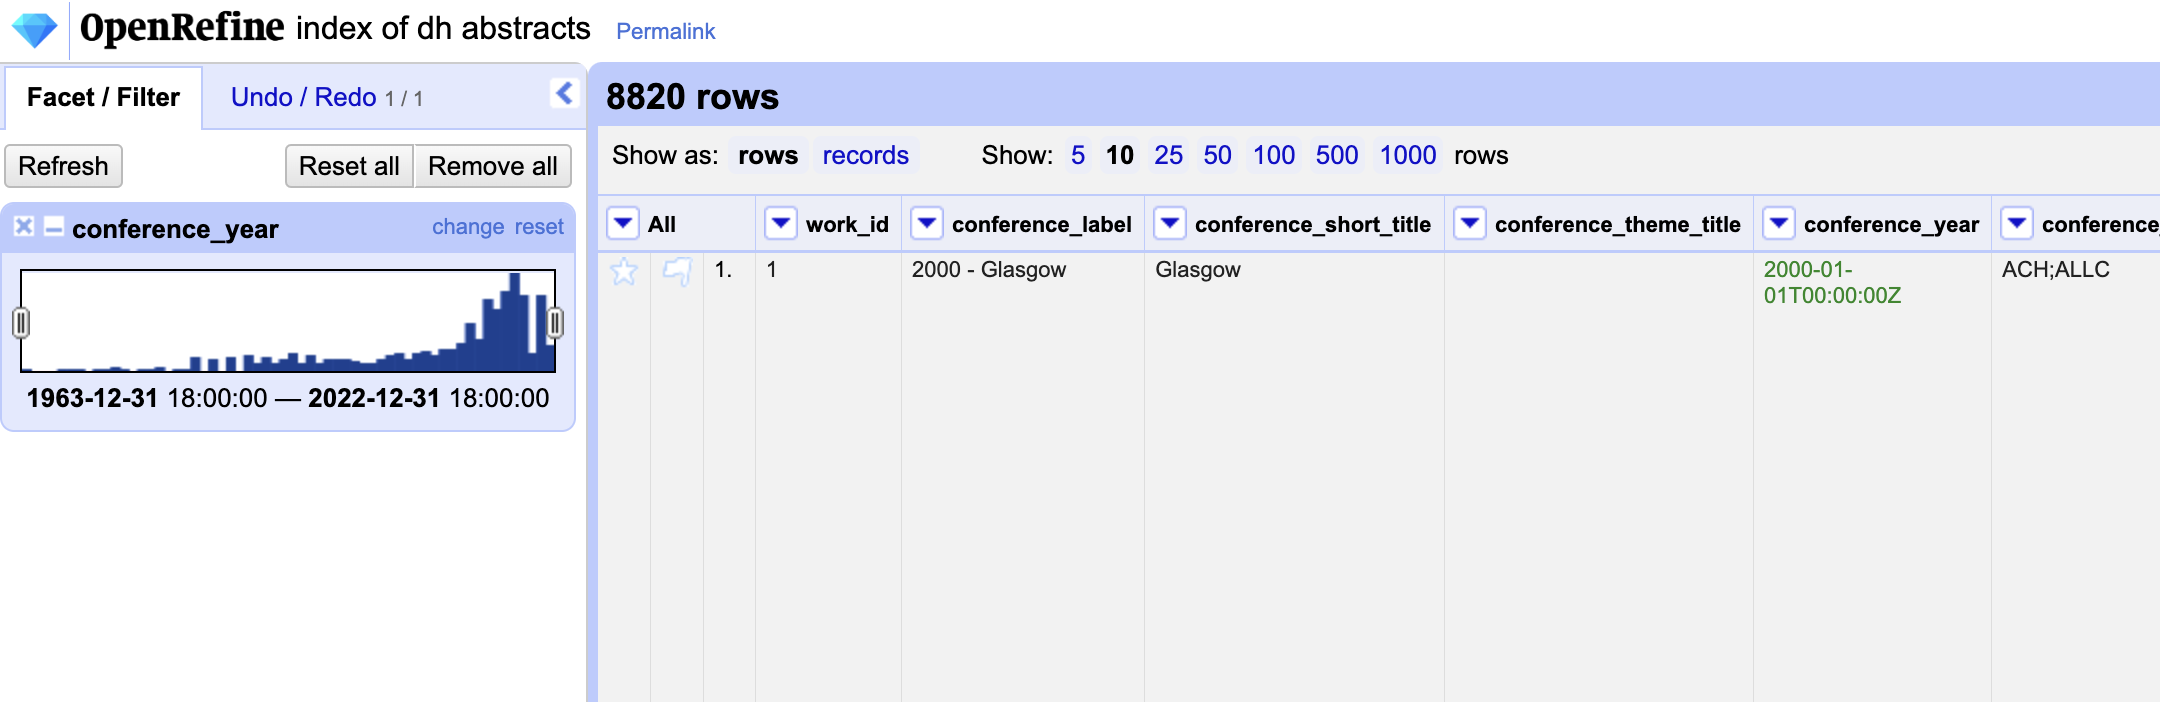 OpenRefine index of dh abstracts Permalink
Facet / Filter Undo / Redo 1 / 1
8820 rows
Refresh Reset all Remove all
Show as: rows records Show: 5 10 25 50 100 500 1000 rows
conference_year change reset
1963-12-31 18:00:00 — 2022-12-31 18:00:00
All work_id conference_label conference_short_title conference_theme_title conference_year conference_
1. 1 2000 - Glasgow Glasgow 2000-01-01T00:00:00Z ACH;ALLC